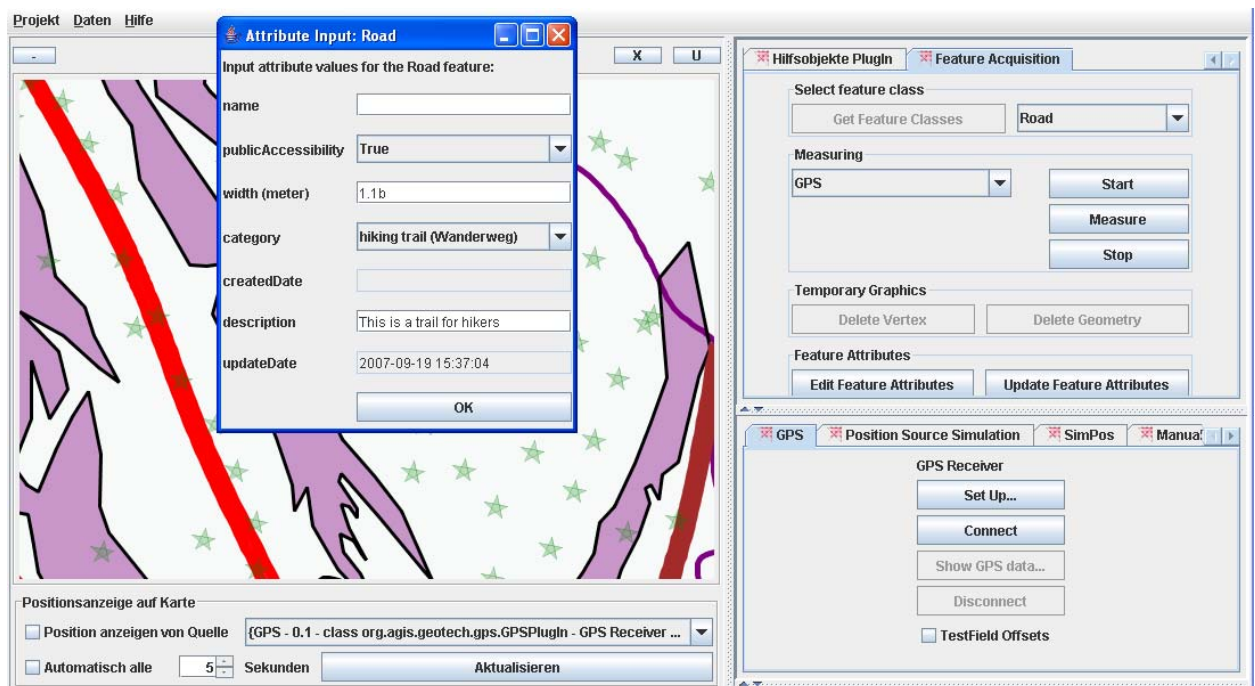 Projekt Daten Hilfe
Attribute Input: Road
- X U
Input attribute values for the Road feature:
name
publicAccessibility True
width (meter) 1.1b
category hiking trail (Wanderweg)
createdDate
description This is a trail for hikers
updateDate 2007-09-19 15:37:04
OK
Positionsanzeige auf Karte
Position anzeigen von Quelle {GPS - 0.1 - class org.agis.geotech.gps.GPSPlugIn - GPS Receiver ...
Automatisch alle 5 Sekunden Aktualisieren
Hilfsobjekte PlugIn Feature Acquisition
Select feature class
Get Feature Classes Road
Measuring
GPS Start
Measure
Stop
Temporary Graphics
Delete Vertex Delete Geometry
Feature Attributes
Edit Feature Attributes Update Feature Attributes
GPS Position Source Simulation SimPos Manua
GPS Receiver
Set Up...
Connect
Show GPS data...
Disconnect
TestField Offsets